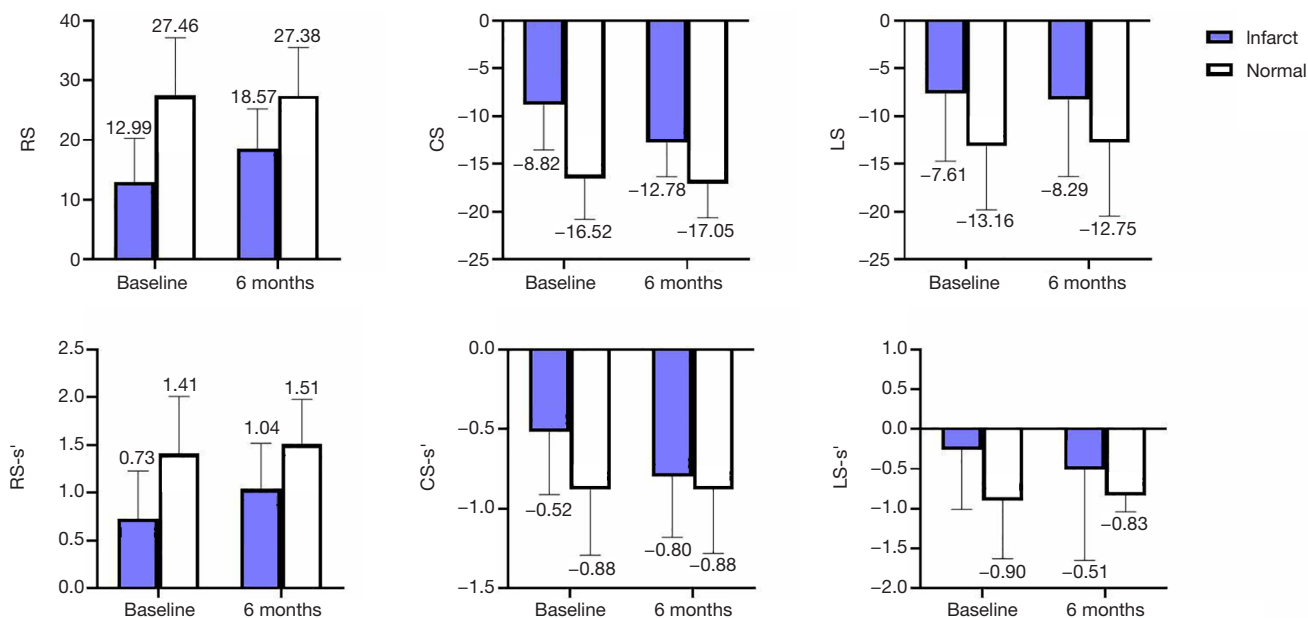 RS
40
30
20
10
0
12.99
27.46
18.57
27.38
Baseline
6 months
CS
0
−5
−10
−15
−20
−25
−8.82
−16.52
−12.78
−17.05
Baseline
6 months
LS
0
−5
−10
−15
−20
−25
−7.61
−13.16
−8.29
−12.75
Baseline
6 months
Infarct
Normal
RS-s'
2.5
2.0
1.5
1.0
0.5
0.0
0.73
1.41
1.04
1.51
Baseline
6 months
CS-s'
0.0
−0.5
−1.0
−1.5
−0.52
−0.88
−0.80
−0.88
Baseline
6 months
LS-s'
1.0
0.5
0.0
−0.5
−1.0
−1.5
−2.0
−0.90
−0.51
−0.83
Baseline
6 months